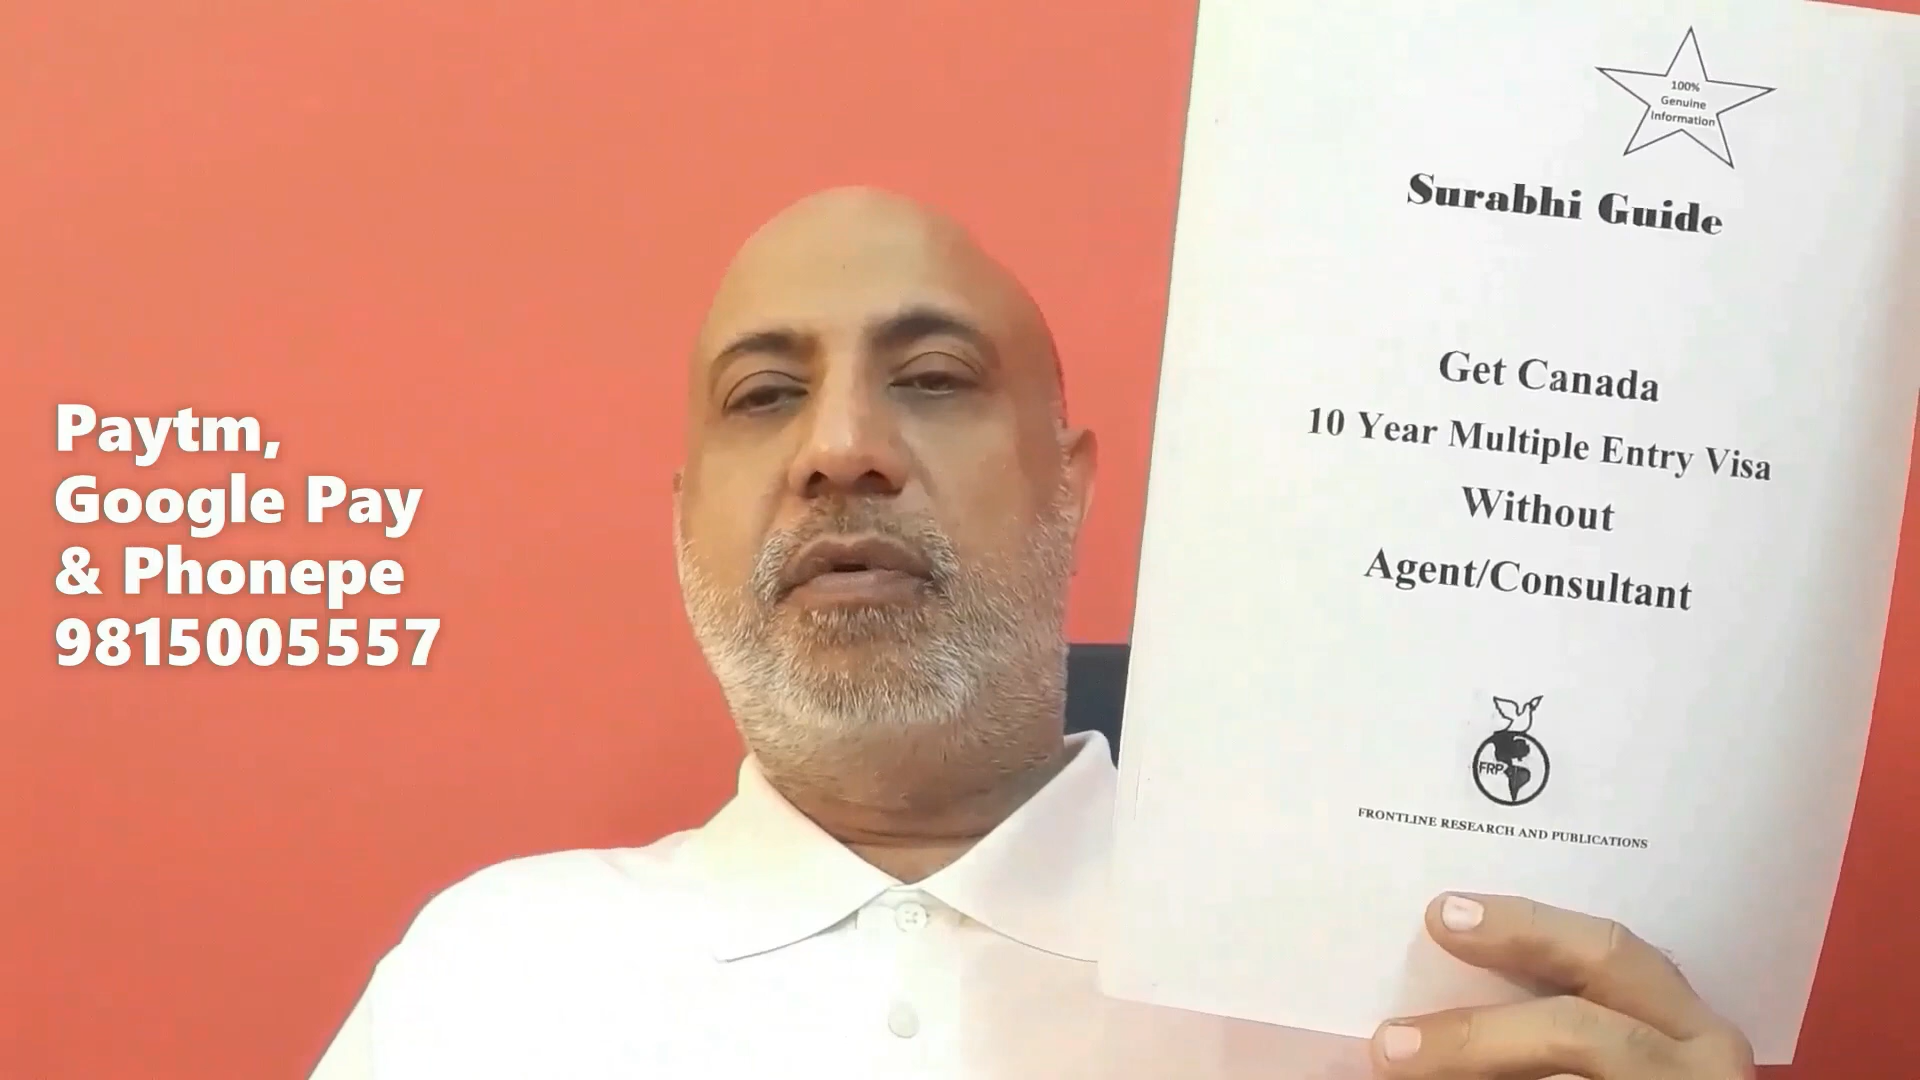 Paytm,
Google Pay
& Phonepe
9815005557
100%
Genuine
Information
Surabhi Guide
Get Canada
10 Year Multiple Entry Visa
Without
Agent/Consultant
FRP
FRONTLINE RESEARCH AND PUBLICATIONS